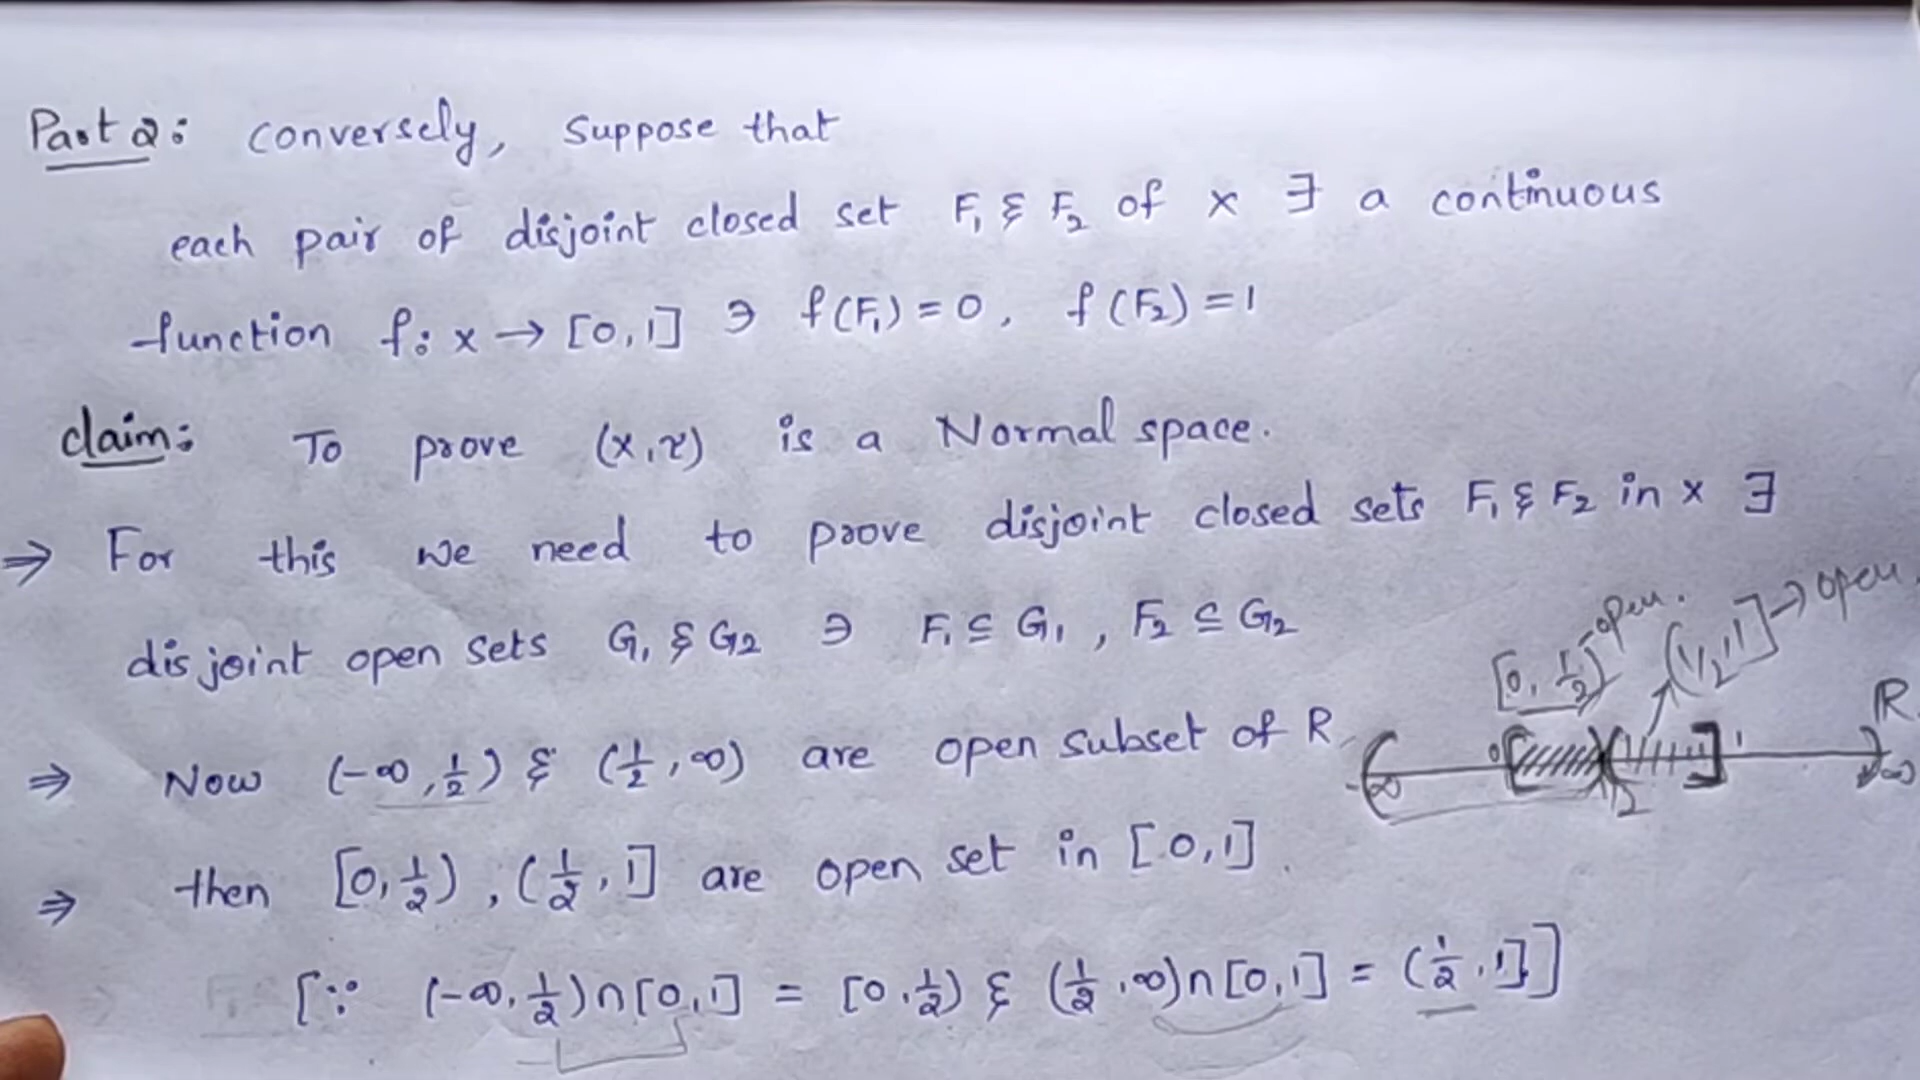 Part 2: conversely, suppose that
each pair of disjoint closed set F₁ & F₂ of x ∃ a continuous
function f: x → [0,1] ∋ f(F₁) = 0, f(F₂) = 1
claim: To prove (x,τ) is a Normal space.
⇒ For this we need to prove disjoint closed sets F₁ & F₂ in x ∃
disjoint open sets G₁ & G₂ ∋ F₁ ⊆ G₁, F₂ ⊆ G₂
[0, 1/2) - open. (1/2, 1] → open.
⇒ Now (-∞, 1/2) & (1/2, ∞) are open subset of R
-∞ 0 1/2 1 ∞ R
⇒ then [0, 1/2), (1/2, 1] are open set in [0,1].
[∵ (-∞, 1/2) ∩ [0,1] = [0, 1/2) & (1/2, ∞) ∩ [0,1] = (1/2, 1]]